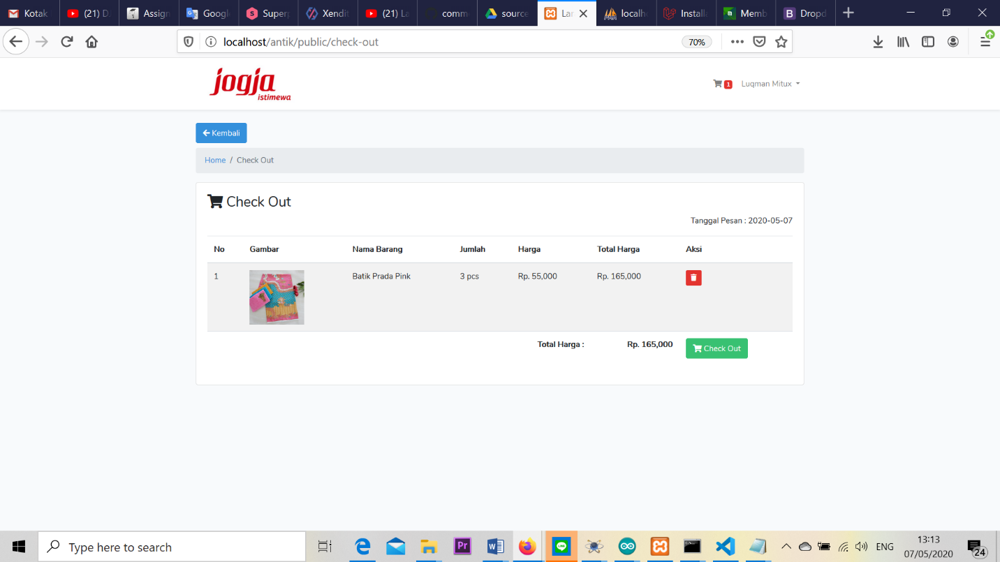 Kotak
(21) D
Assign
Google
Superp
Xendit
(21) La
comm
source
Lar
localh
Installa
Memb
Dropd
localhost/antik/public/check-out
70%
jogja
istimewa
1
Luqman Mitux
Kembali
Home / Check Out
Check Out
Tanggal Pesan : 2020-05-07
No Gambar Nama Barang Jumlah Harga Total Harga Aksi
1 Batik Prada Pink 3 pcs Rp. 55,000 Rp. 165,000
Total Harga : Rp. 165,000 Check Out
Type here to search
Pr
ENG
13:13
07/05/2020
24